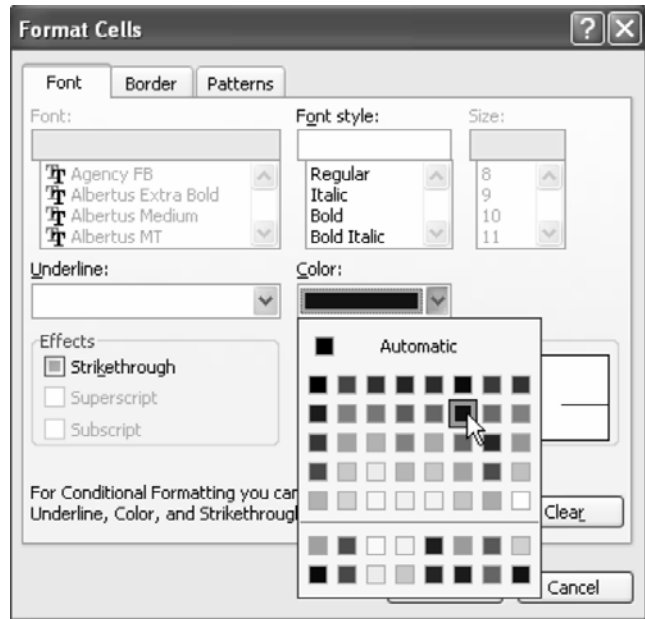 Format Cells
Font Border Patterns
Font: Font style: Size:
Agency FB Regular 8
Albertus Extra Bold Italic 9
Albertus Medium Bold 10
Albertus MT Bold Italic 11
Underline: Color:
Effects Automatic
Strikethrough
Superscript
Subscript
For Conditional Formatting you can
Underline, Color, and Strikethroug Clear
Cancel